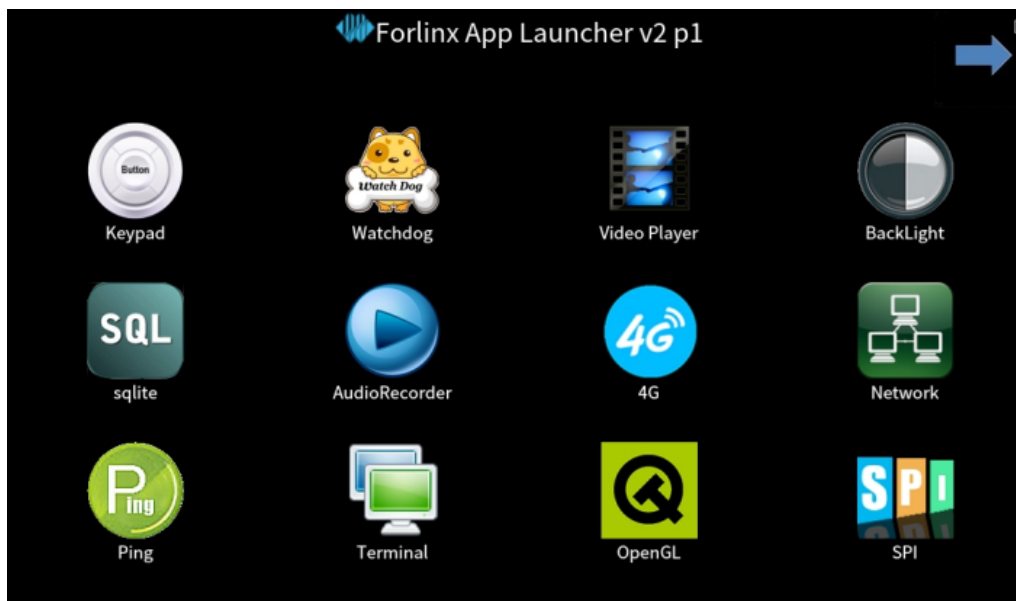 Forlinx App Launcher v2 p1
Button
Watch Dog
Keypad
Watchdog
Video Player
BackLight
SQL
4G
sqlite
AudioRecorder
4G
Network
Ping
SPI
Ping
Terminal
OpenGL
SPI